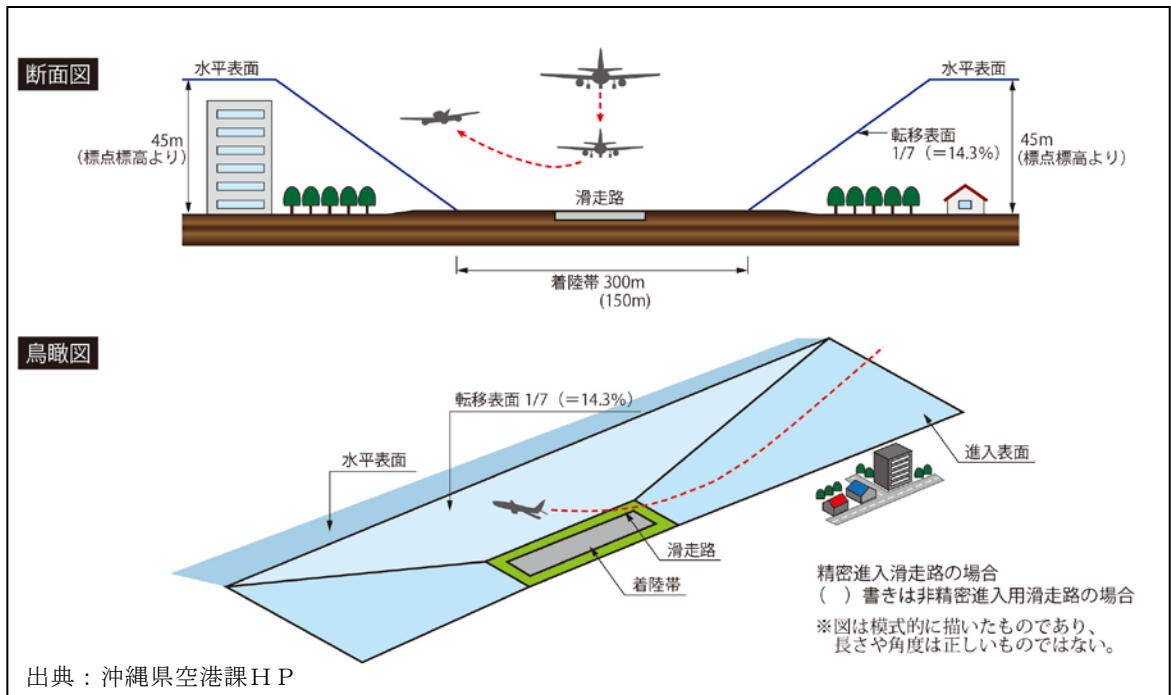 断面図
水平表面
水平表面
45m
(標点標高より)
転移表面
1/7（＝14.3%）
45m
(標点標高より)
滑走路
着陸帯 300m
(150m)
鳥瞰図
転移表面 1/7（＝14.3%）
水平表面
進入表面
滑走路
着陸帯
精密進入滑走路の場合
（　）書きは非精密進入用滑走路の場合
※図は模式的に描いたものであり、
長さや角度は正しいものではない。
出典：沖縄県空港課ＨＰ